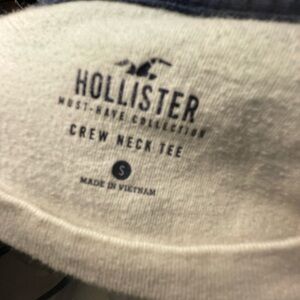 HOLLISTER
MUST-HAVE COLLECTION
CREW NECK TEE
S
MADE IN VIETNAM